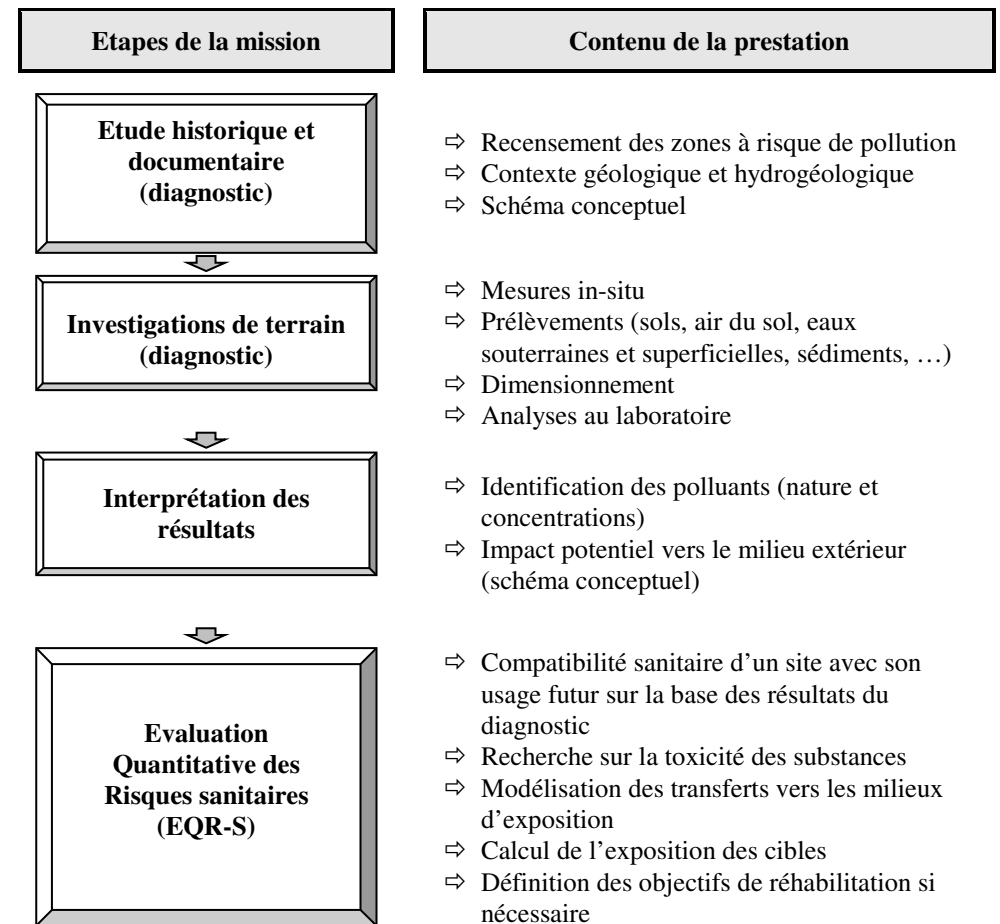 Etapes de la mission
Contenu de la prestation
Etude historique et
documentaire
(diagnostic)
⇨ Recensement des zones à risque de pollution
⇨ Contexte géologique et hydrogéologique
⇨ Schéma conceptuel
Investigations de terrain
(diagnostic)
⇨ Mesures in-situ
⇨ Prélèvements (sols, air du sol, eaux
souterraines et superficielles, sédiments, …)
⇨ Dimensionnement
⇨ Analyses au laboratoire
Interprétation des
résultats
⇨ Identification des polluants (nature et
concentrations)
⇨ Impact potentiel vers le milieu extérieur
(schéma conceptuel)
Evaluation
Quantitative des
Risques sanitaires
(EQR-S)
⇨ Compatibilité sanitaire d’un site avec son
usage futur sur la base des résultats du
diagnostic
⇨ Recherche sur la toxicité des substances
⇨ Modélisation des transferts vers les milieux
d’exposition
⇨ Calcul de l’exposition des cibles
⇨ Définition des objectifs de réhabilitation si
nécessaire